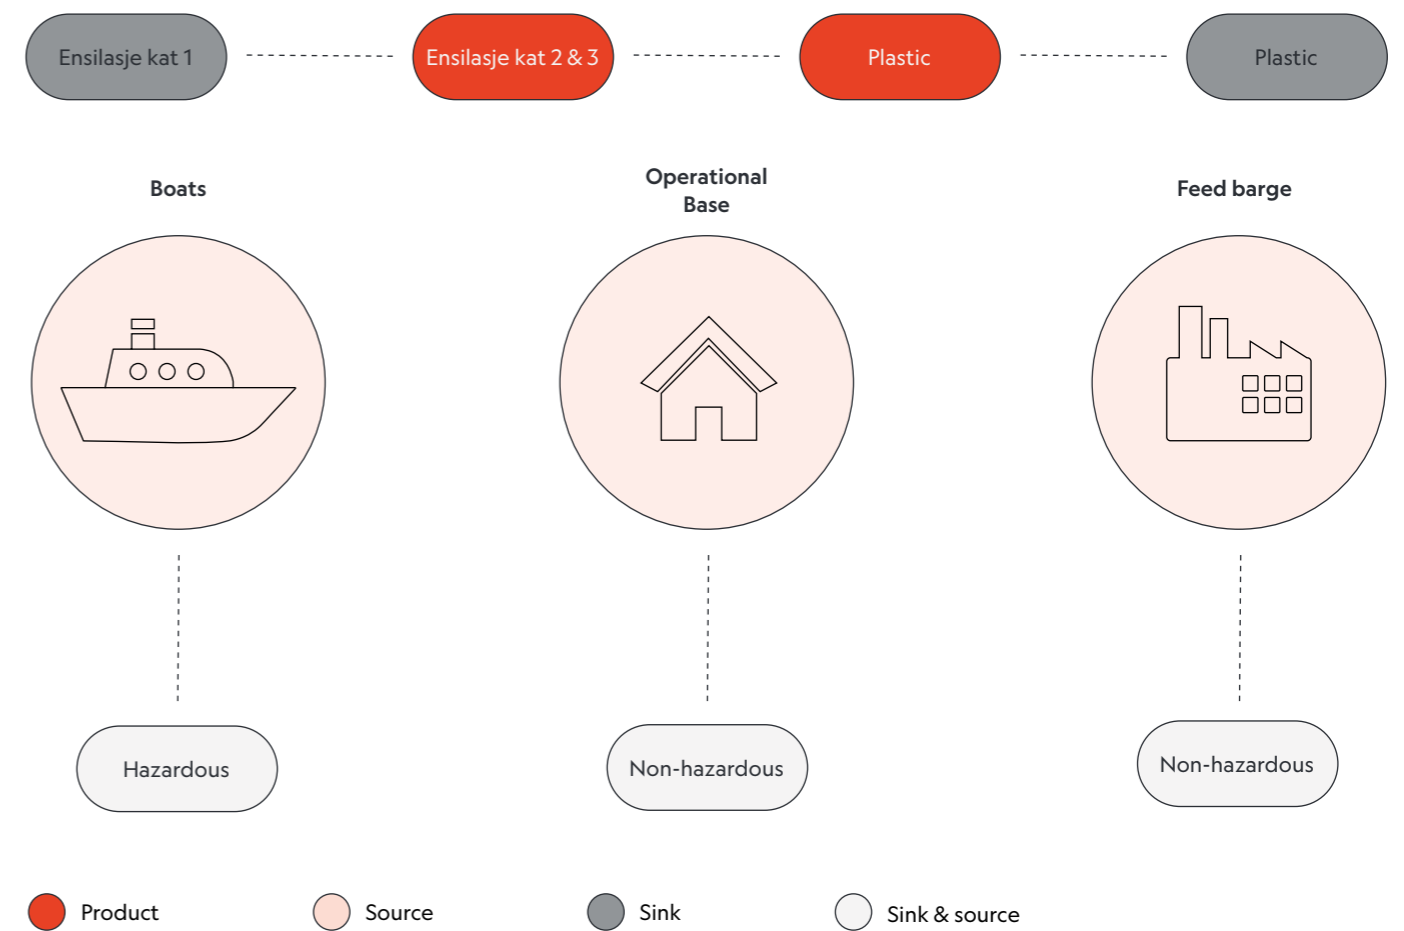 Ensilasje kat 1
Ensilasje kat 2 & 3
Plastic
Plastic
Boats
Operational
Base
Feed barge
Hazardous
Non-hazardous
Non-hazardous
Product
Source
Sink
Sink & source